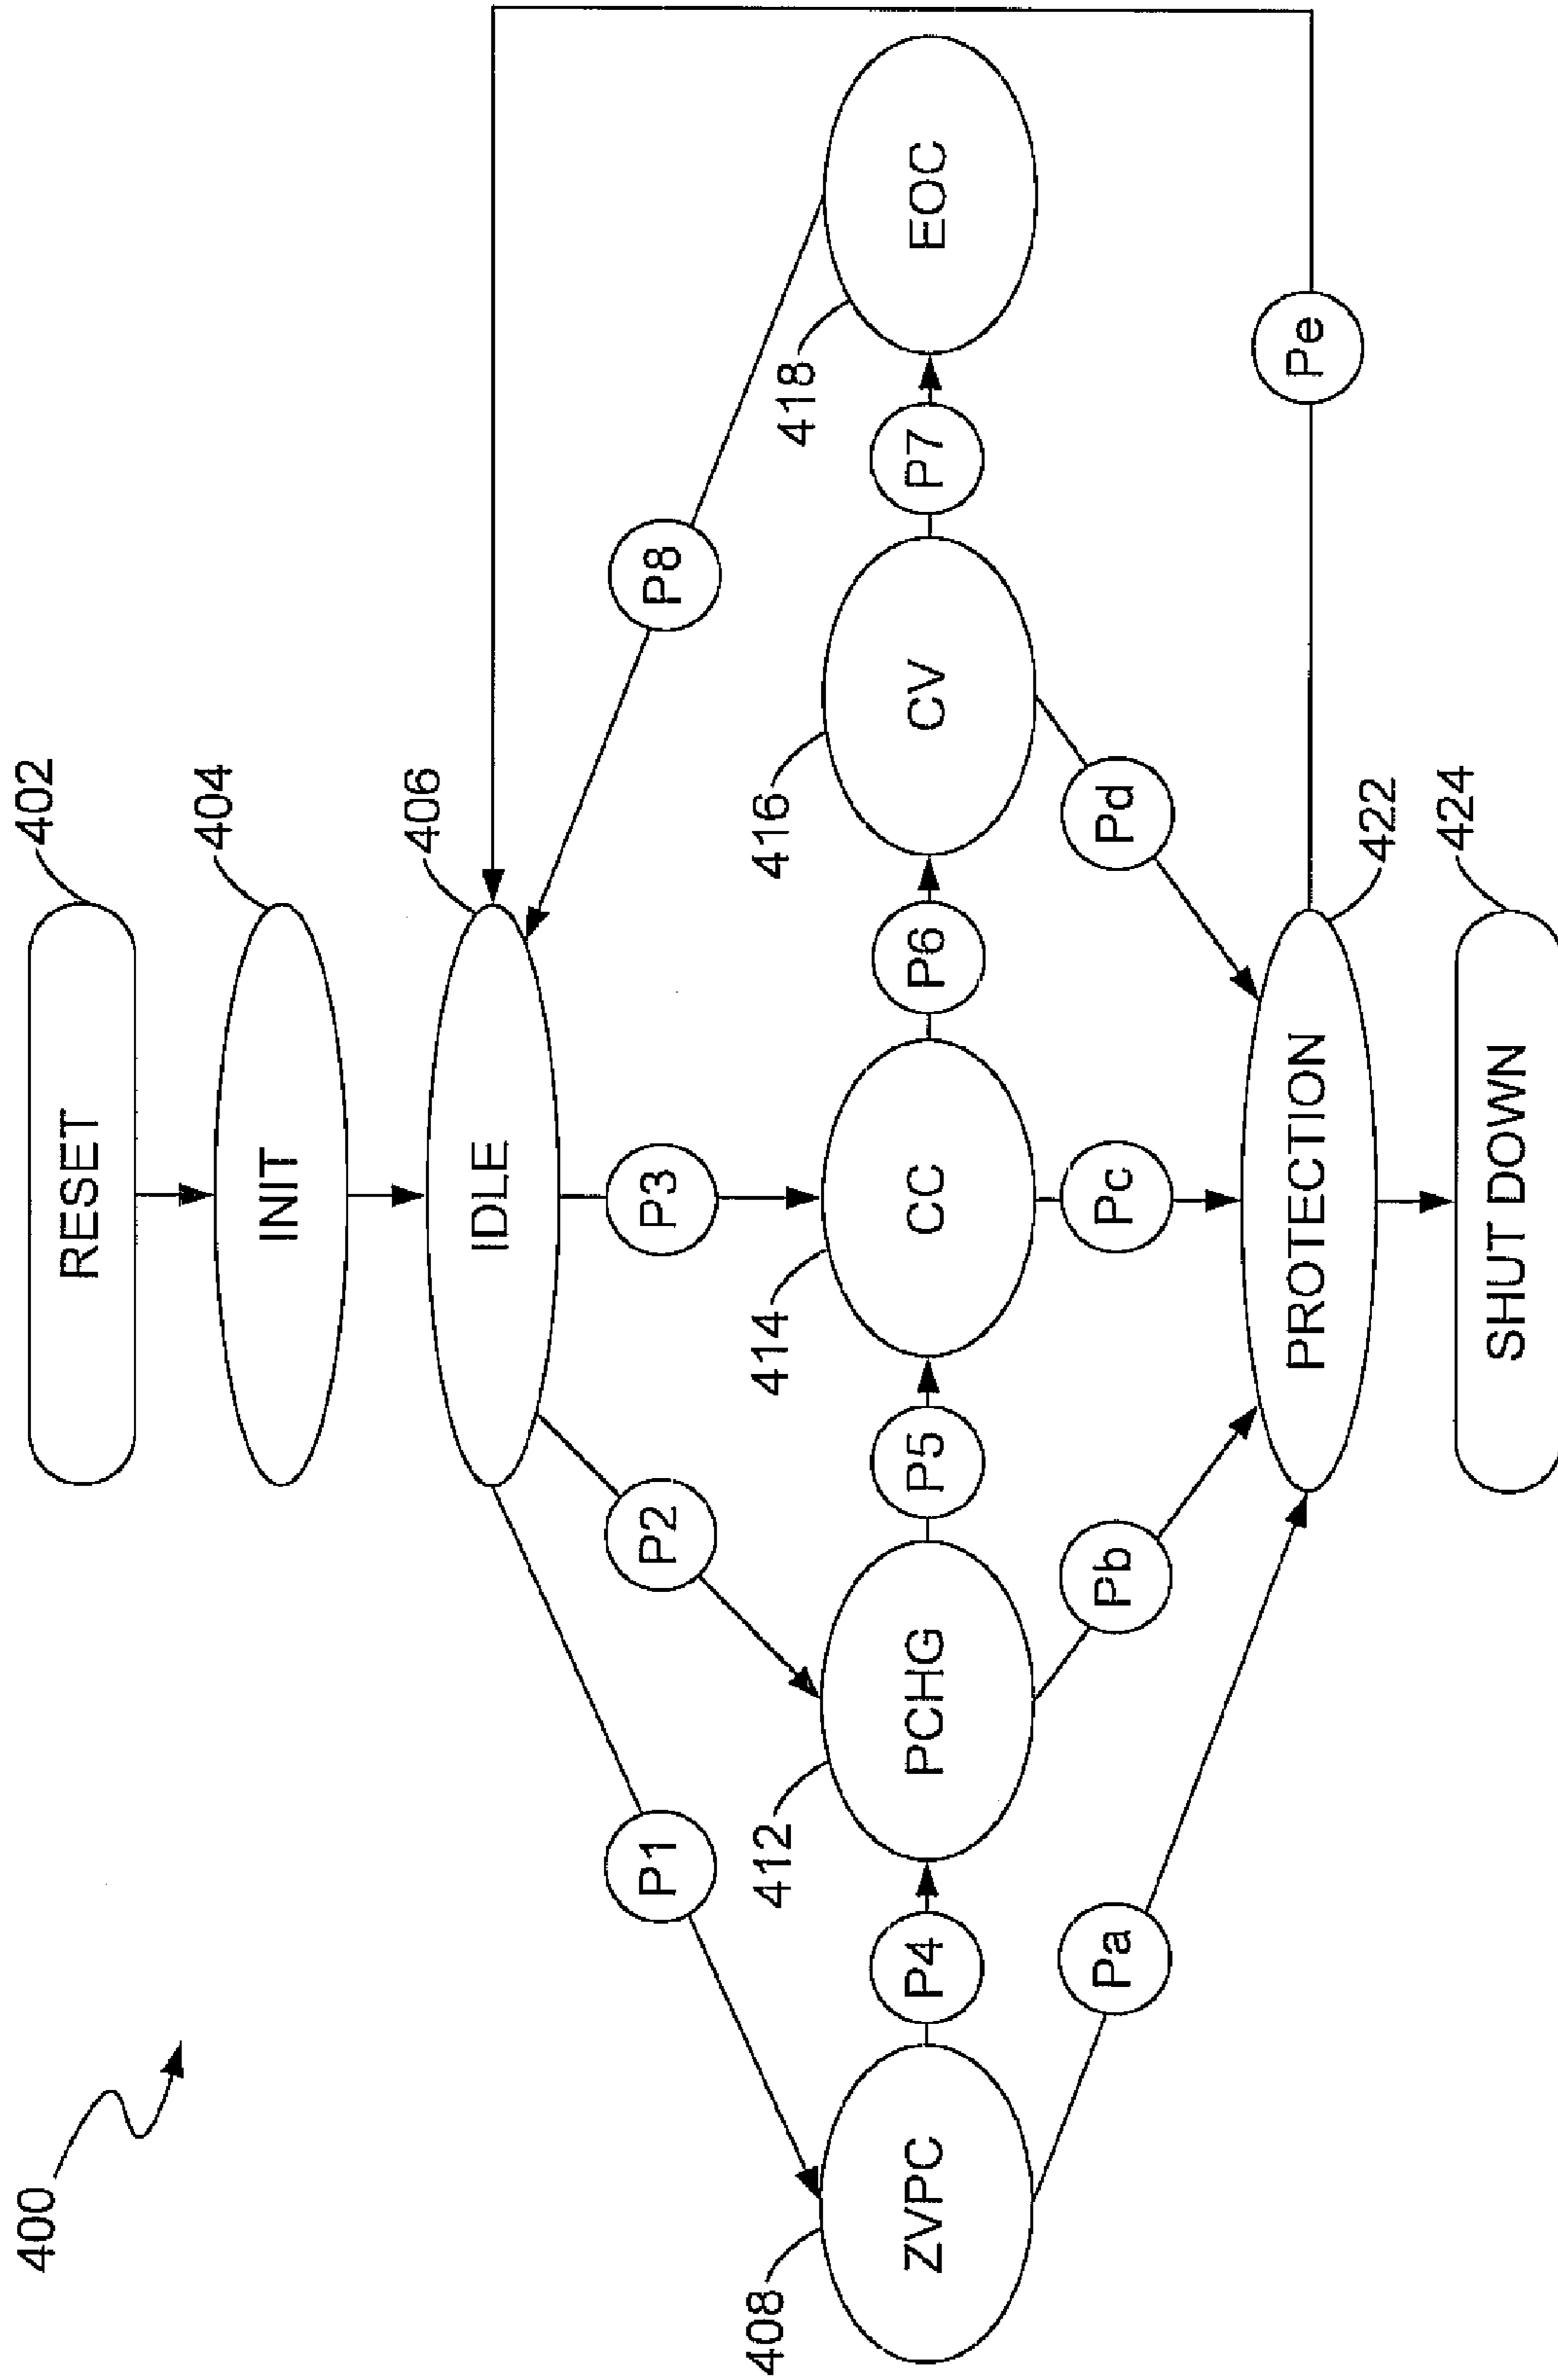 400
RESET
402
INIT
404
IDLE
406
P1
P2
P3
P8
408
ZVPC
P4
412
PCHG
P5
414
CC
P6
416
CV
P7
418
EOC
Pa
Pb
Pc
Pd
Pe
PROTECTION
422
SHUT DOWN
424